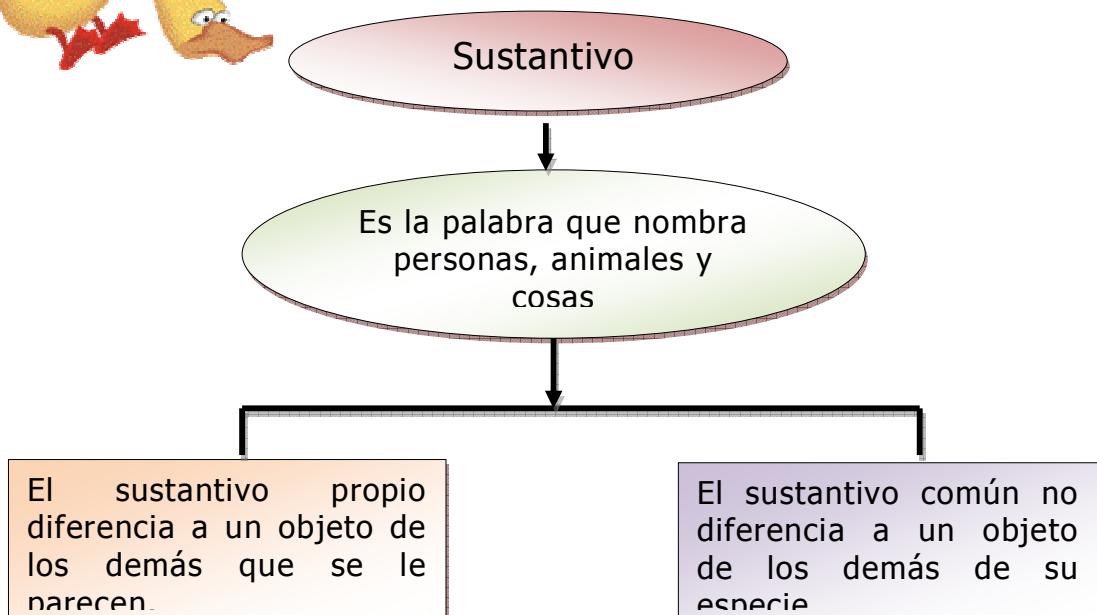 Sustantivo
Es la palabra que nombra
personas, animales y
cosas
El sustantivo propio
diferencia a un objeto de
los demás que se le
parecen.
El sustantivo común no
diferencia a un objeto
de los demás de su
especie